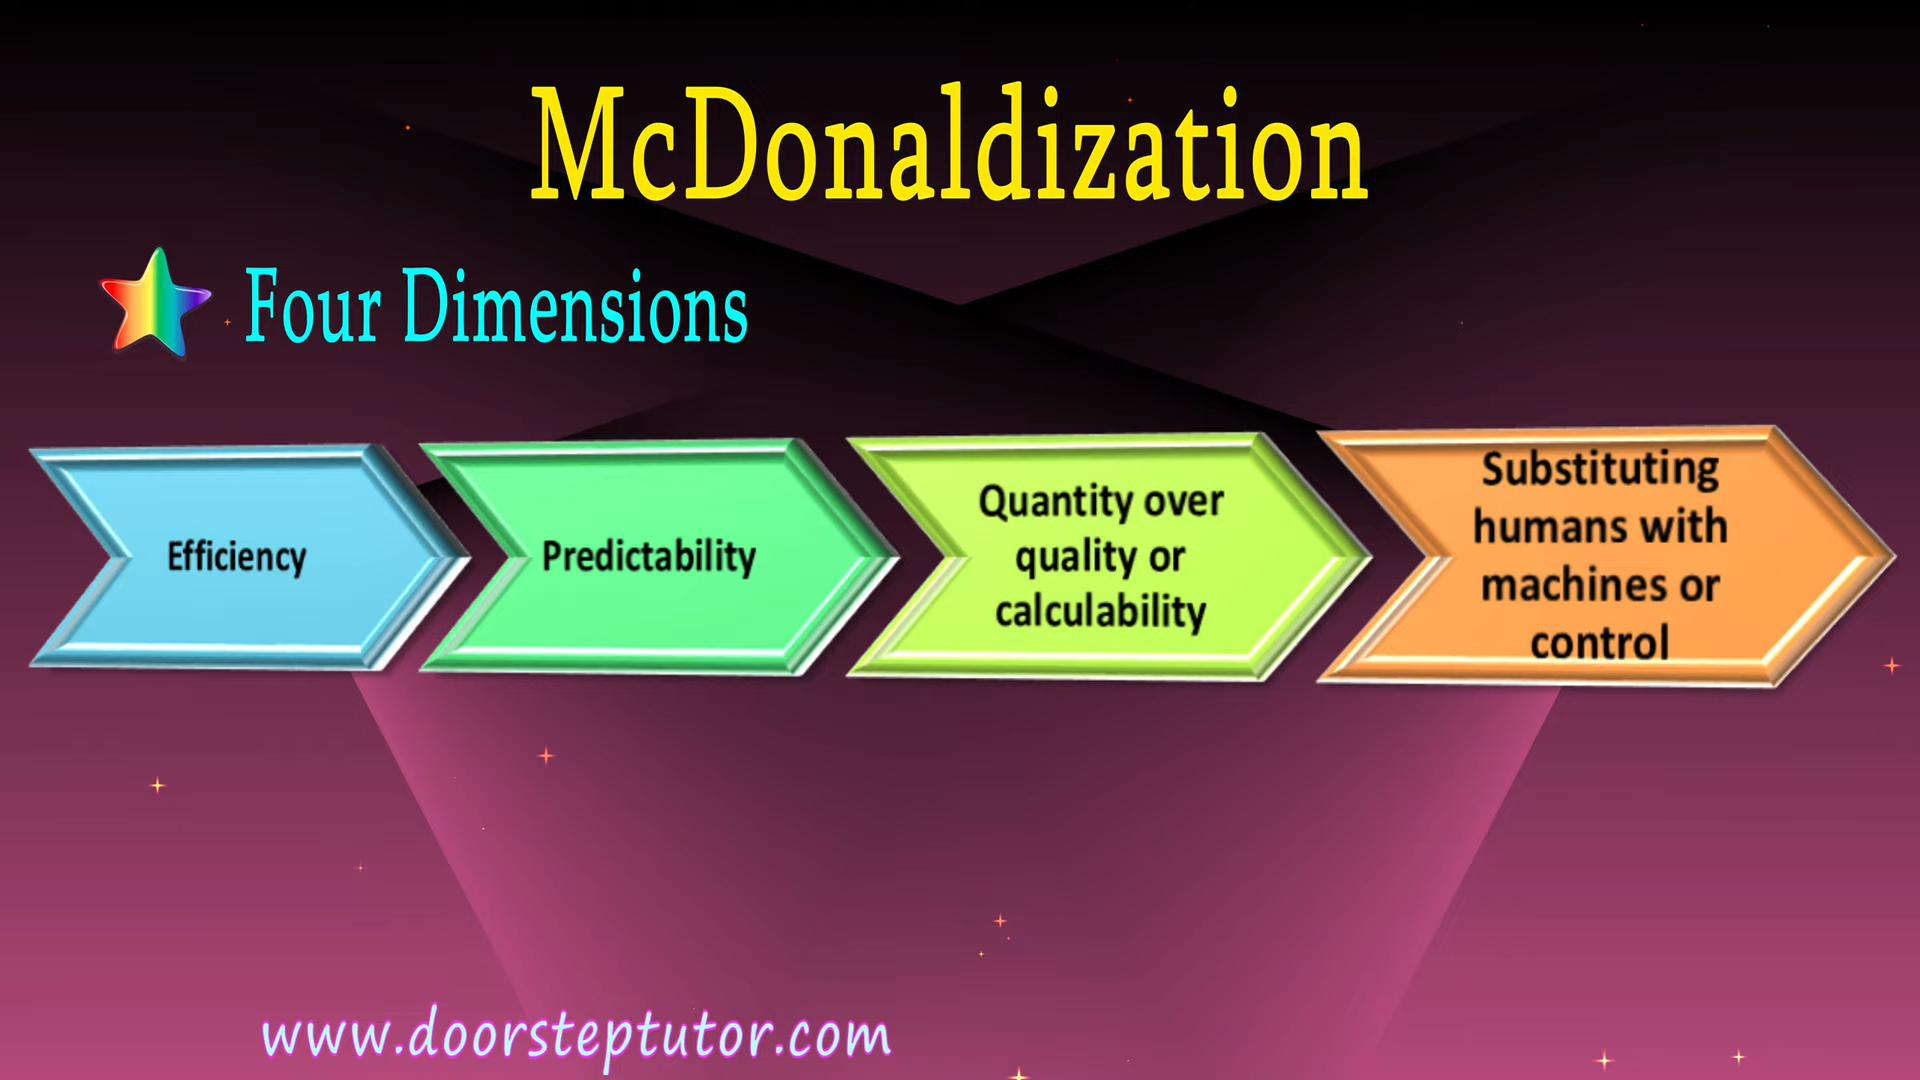 McDonaldization
Four Dimensions
Efficiency
Predictability
Quantity over
quality or
calculability
Substituting
humans with
machines or
control
www.doorsteptutor.com